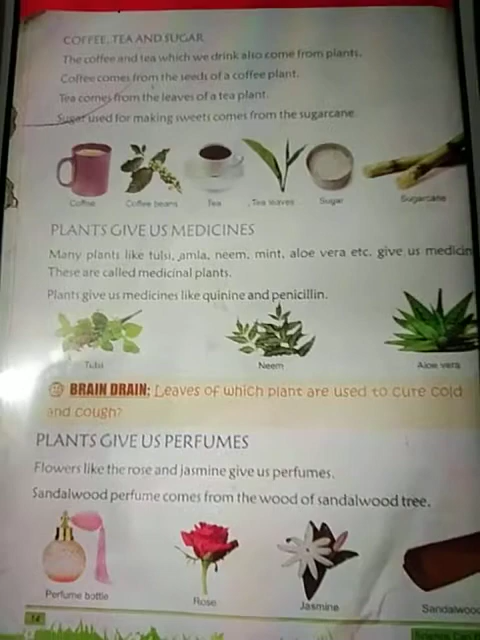 COFFEE, TEA AND SUGAR
The coffee and tea which we drink also come from plants.
Coffee comes from the seeds of a coffee plant.
Tea comes from the leaves of a tea plant.
Sugar used for making sweets comes from the sugarcane.
Coffee Coffee beans Tea Tea leaves Sugar Sugarcane
PLANTS GIVE US MEDICINES
Many plants like tulsi, amla, neem, mint, aloe vera etc. give us medicin
These are called medicinal plants.
Plants give us medicines like quinine and penicillin.
Tulsi Neem Aloe vera
BRAIN DRAIN: Leaves of which plant are used to cure cold
and cough?
PLANTS GIVE US PERFUMES
Flowers like the rose and jasmine give us perfumes.
Sandalwood perfume comes from the wood of sandalwood tree.
Perfume bottle Rose Jasmine Sandalwood
14